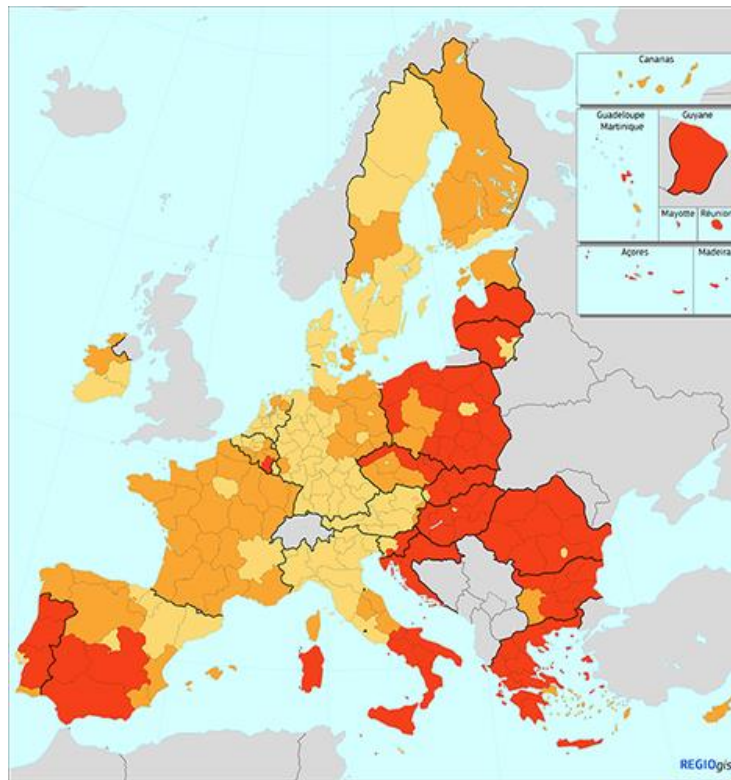 Canarias
Guadeloupe
Martinique
Guyane
Mayotte
Réunion
Açores
Madeira
REGIOgis